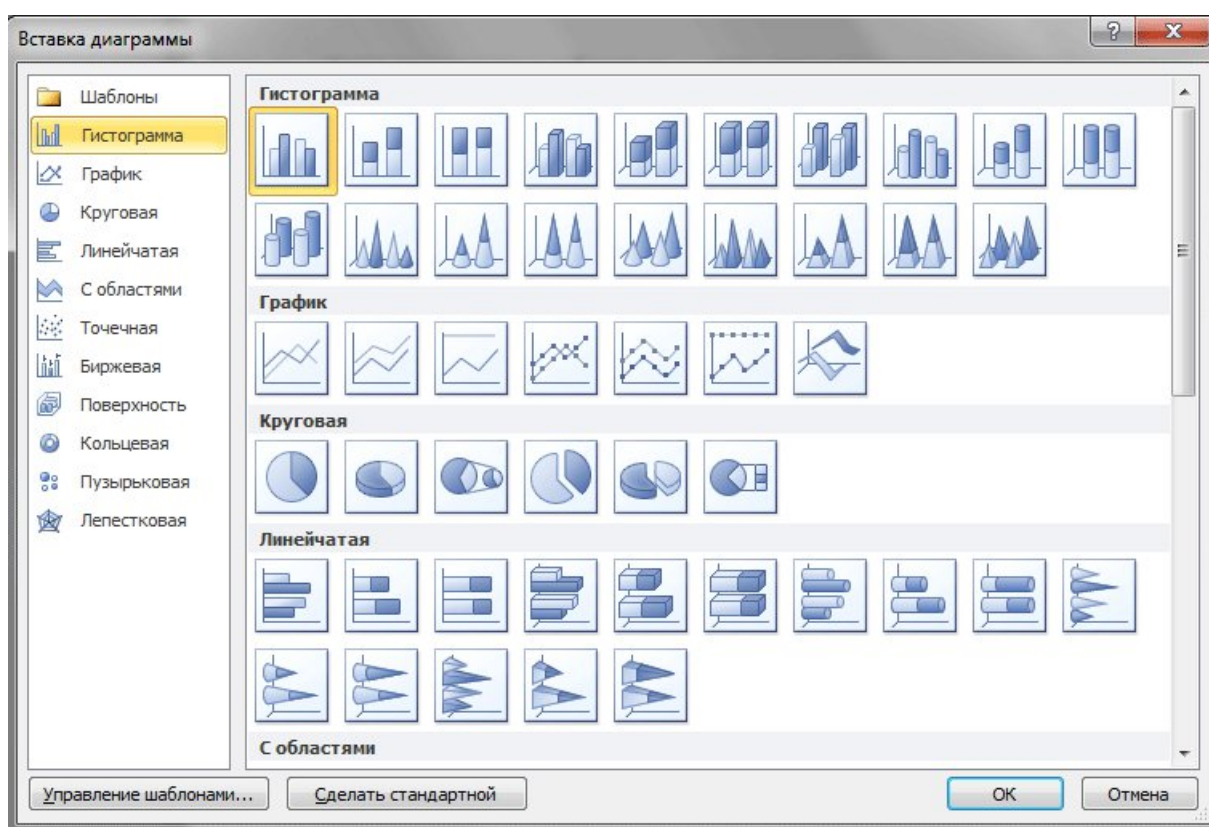 Вставка диаграммы
?
X
Шаблоны
Гистограмма
График
Круговая
Линейчатая
С областями
Точечная
Биржевая
Поверхность
Кольцевая
Пузырьковая
Лепестковая
Гистограмма
График
Круговая
Линейчатая
С областями
Управление шаблонами...
Сделать стандартной
ОК
Отмена